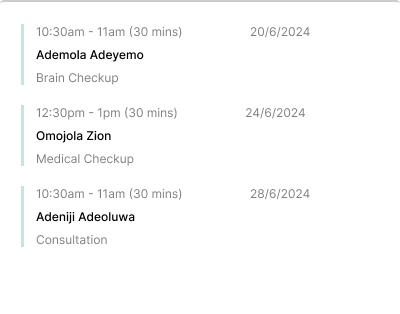 10:30am - 11am (30 mins) 20/6/2024
Ademola Adeyemo
Brain Checkup
12:30pm - 1pm (30 mins) 24/6/2024
Omojola Zion
Medical Checkup
10:30am - 11am (30 mins) 28/6/2024
Adeniji Adeoluwa
Consultation